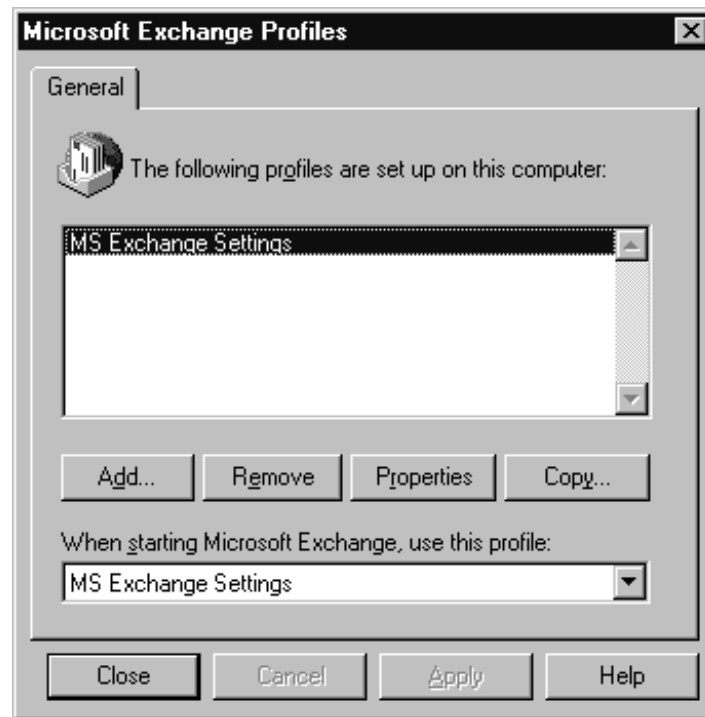 Microsoft Exchange Profiles
General
The following profiles are set up on this computer:
MS Exchange Settings
Add... Remove Properties Copy...
When starting Microsoft Exchange, use this profile:
MS Exchange Settings
Close Cancel Apply Help